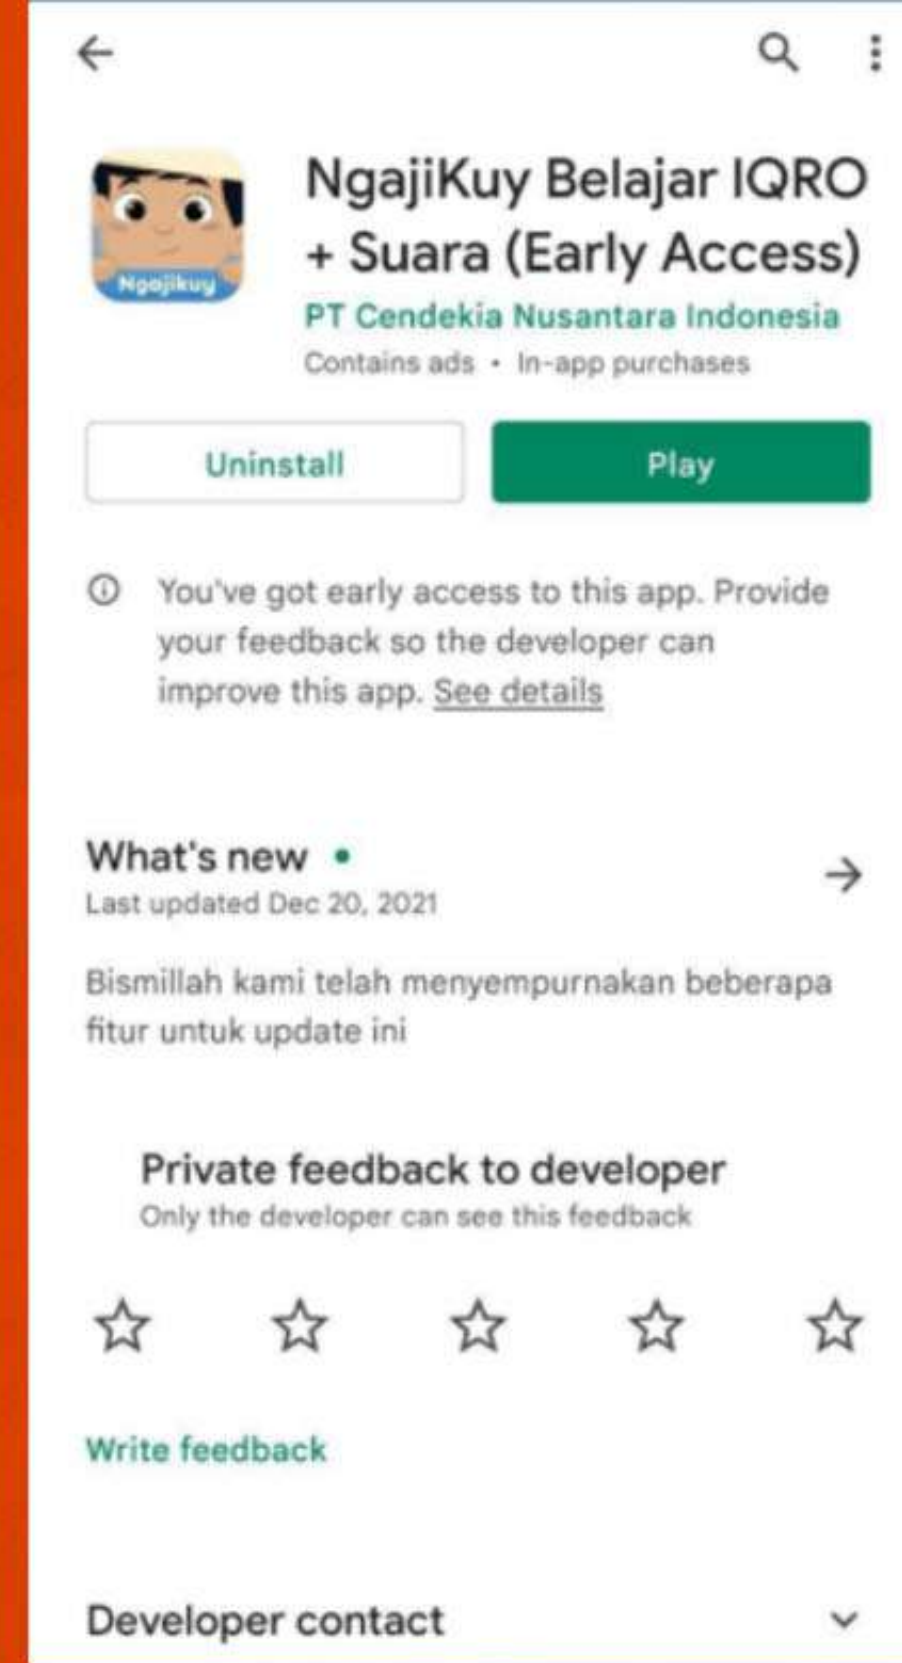 NgajiKuy Belajar IQRO
+ Suara (Early Access)
Ngajikuy
PT Cendekia Nusantara Indonesia
Contains ads • In-app purchases
Uninstall
Play
You've got early access to this app. Provide
your feedback so the developer can
improve this app. See details
What's new •
Last updated Dec 20, 2021
Bismillah kami telah menyempurnakan beberapa
fitur untuk update ini
Private feedback to developer
Only the developer can see this feedback
Write feedback
Developer contact